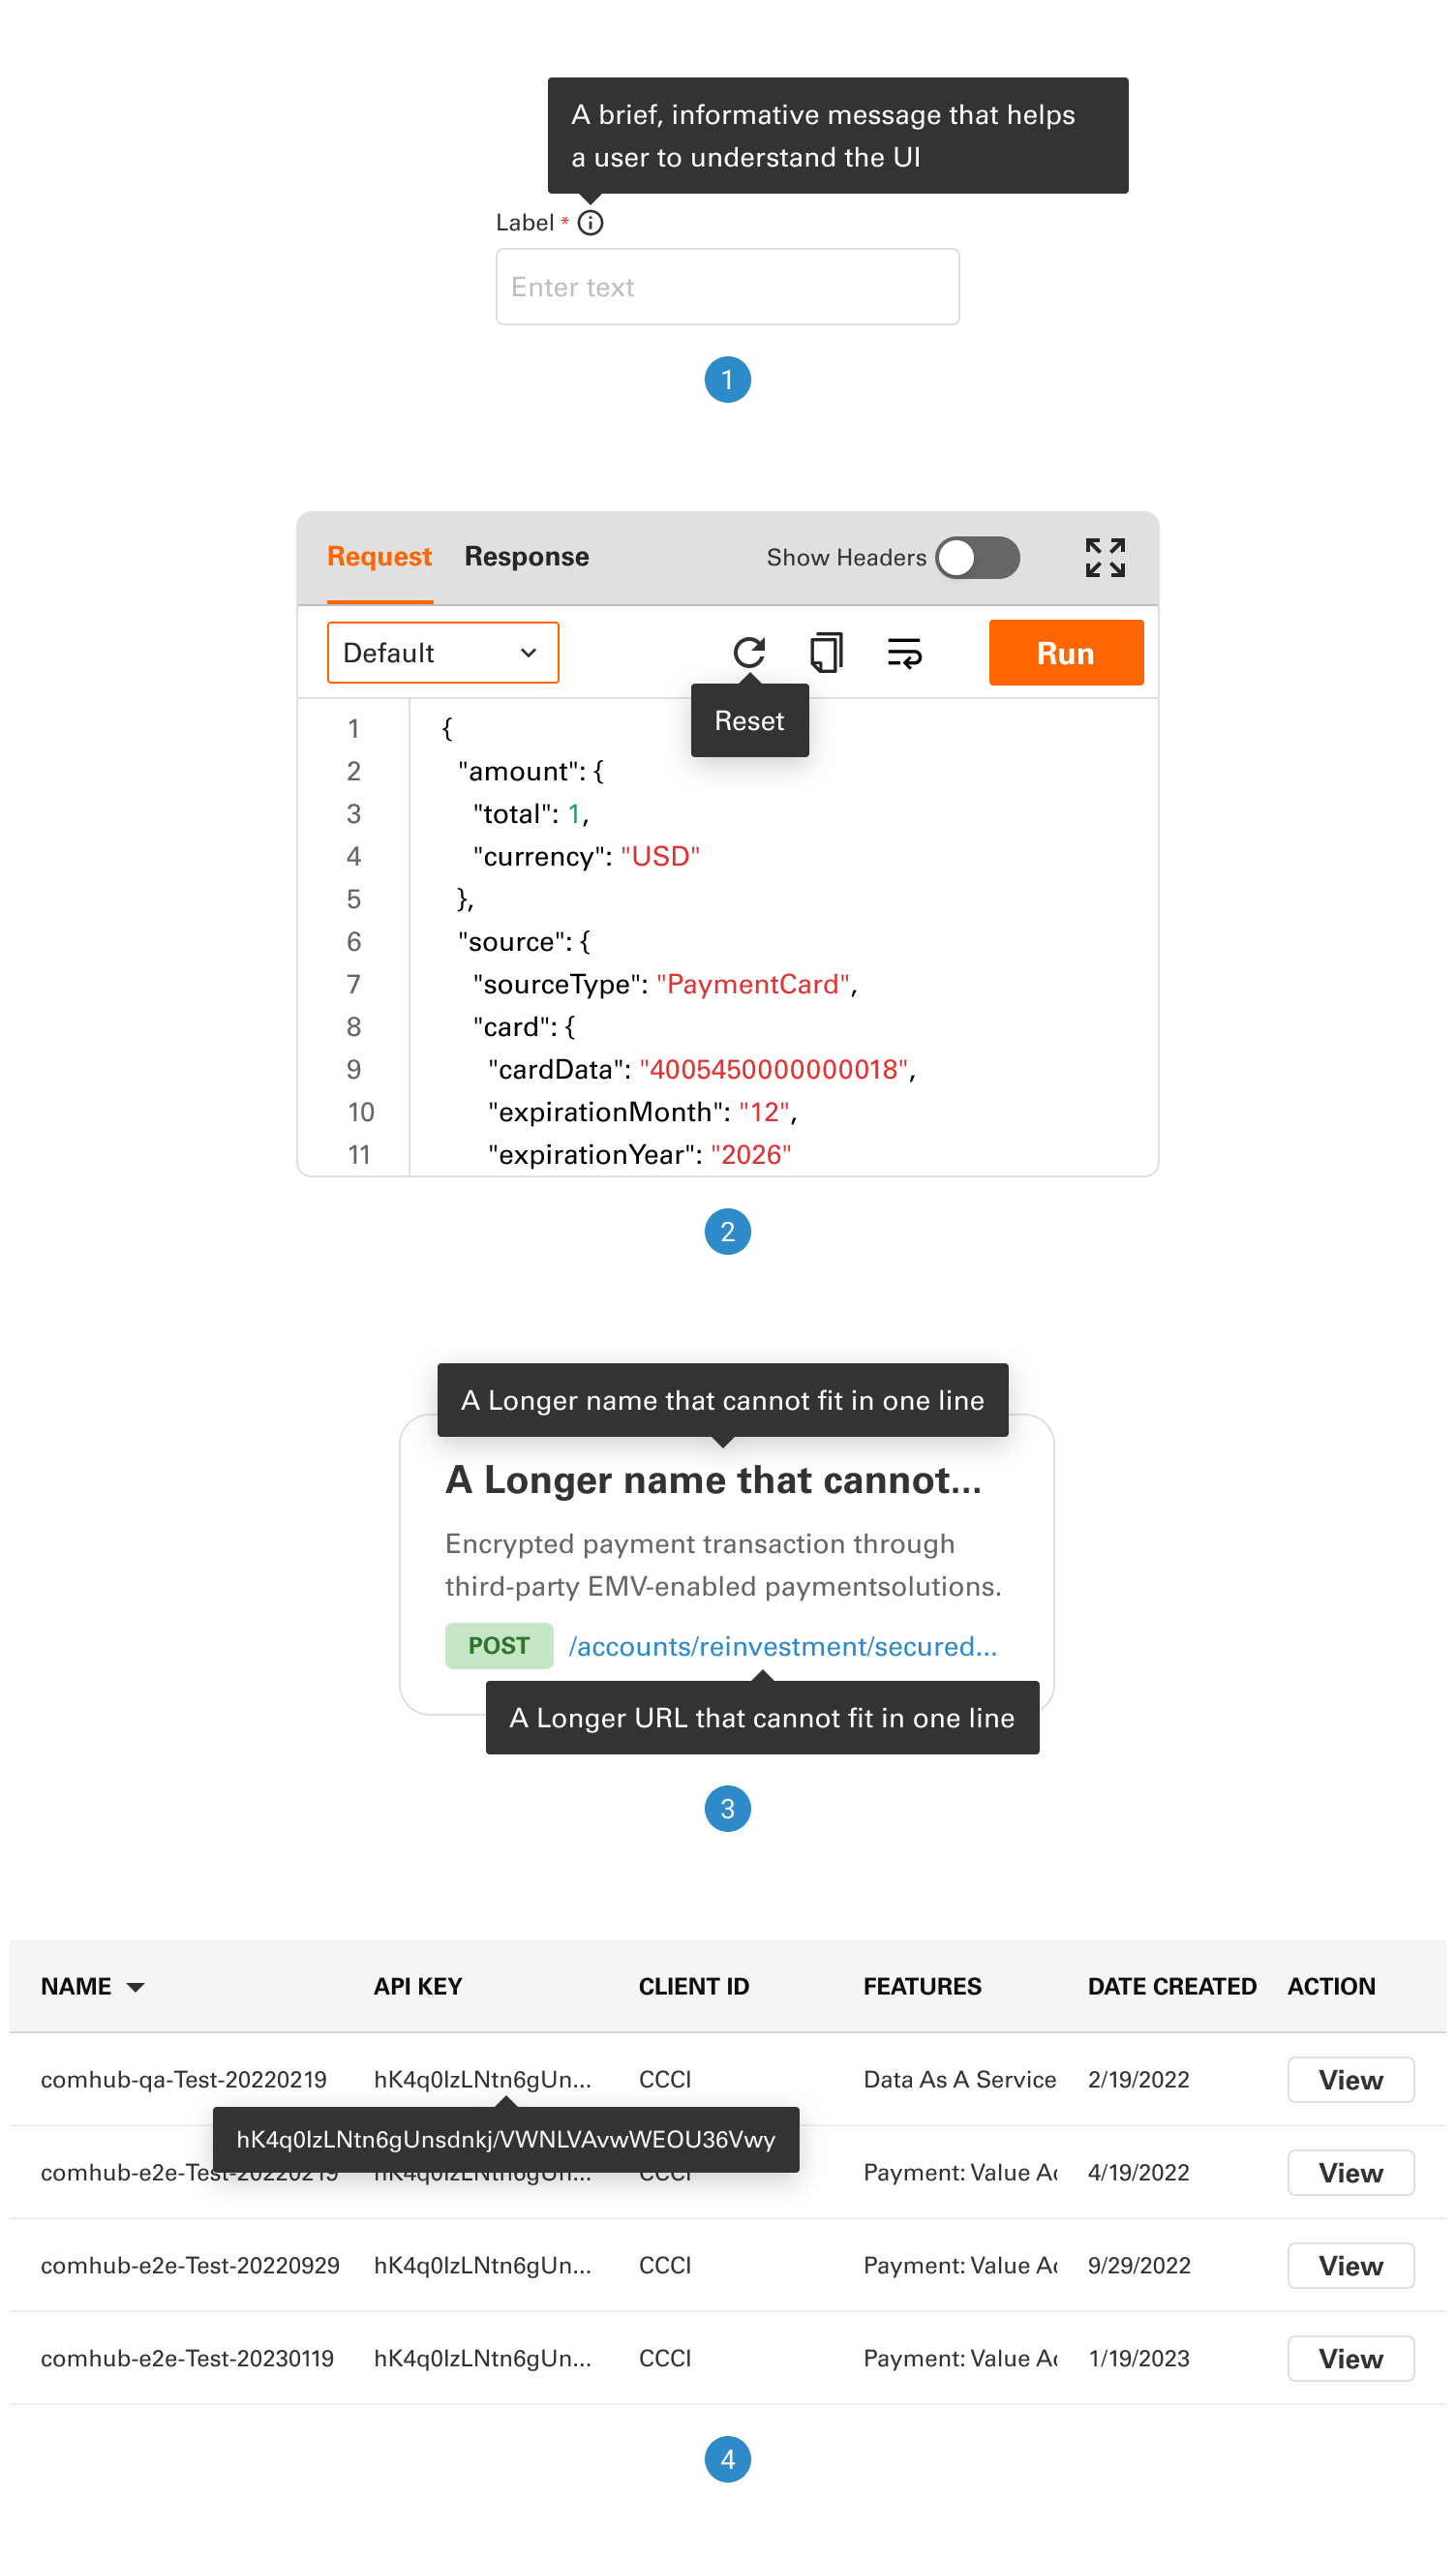 A brief, informative message that helps
a user to understand the UI
Label *
Enter text
1
Request Response Show Headers
Default Run
Reset
1 {
2 "amount": {
3 "total": 1,
4 "currency": "USD"
5 },
6 "source": {
7 "sourceType": "PaymentCard",
8 "card": {
9 "cardData": "4005450000000018",
10 "expirationMonth": "12",
11 "expirationYear": "2026"
2
A Longer name that cannot fit in one line
A Longer name that cannot...
Encrypted payment transaction through
third-party EMV-enabled paymentsolutions.
POST /accounts/reinvestment/secured...
A Longer URL that cannot fit in one line
3
NAME API KEY CLIENT ID FEATURES DATE CREATED ACTION
comhub-qa-Test-20220219 hK4q0IzLNtn6gUn... CCCI Data As A Service 2/19/2022 View
hK4q0IzLNtn6gUnsdnkj/VWNLVAvwWEOU36Vwy
comhub-e2e-Test-20220219 hK4q0IzLNtn6gUn... CCCI Payment: Value Ac 4/19/2022 View
comhub-e2e-Test-20220929 hK4q0IzLNtn6gUn... CCCI Payment: Value Ac 9/29/2022 View
comhub-e2e-Test-20230119 hK4q0IzLNtn6gUn... CCCI Payment: Value Ac 1/19/2023 View
4